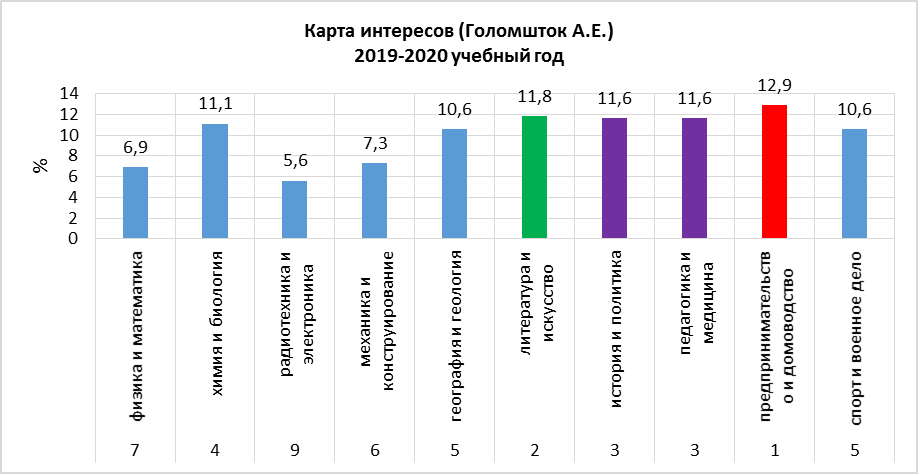 Карта интересов (Голомшток А.Е.)
2019-2020 учебный год
%
14
12
10
8
6
4
2
0
6,9
11,1
5,6
7,3
10,6
11,8
11,6
11,6
12,9
10,6
физика и математика
химия и биология
радиотехника и
электроника
механика и
конструирование
география и геология
литература и
искусство
история и политика
педагогика и
медицина
предпринимательств
о и домоводство
спорт и военное дело
7
4
9
6
5
2
3
3
1
5